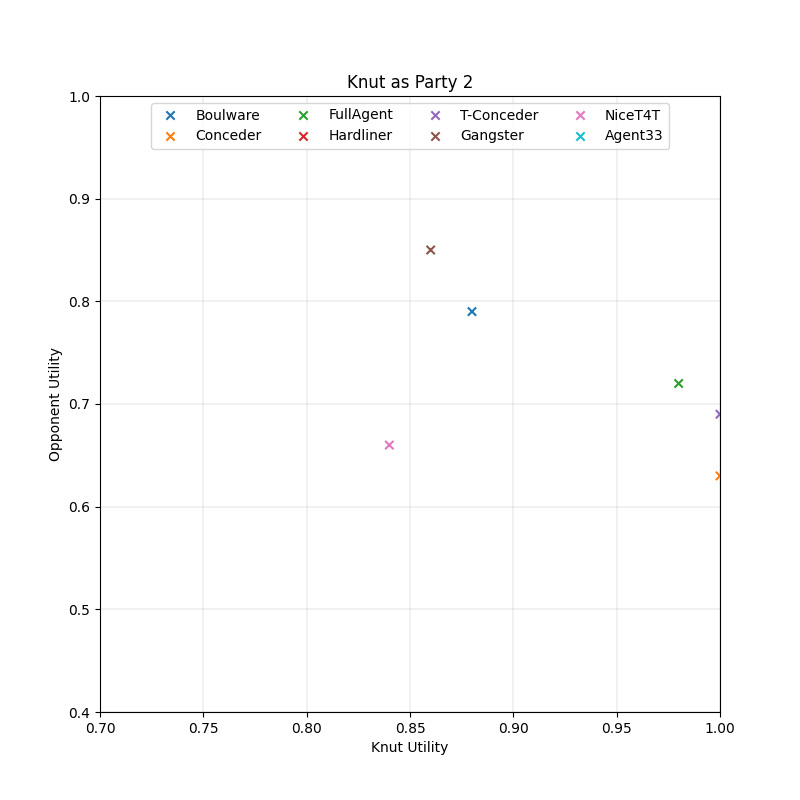 Knut as Party 2
Boulware FullAgent T-Conceder NiceT4T
Conceder Hardliner Gangster Agent33
1.0
0.9
0.8
0.7
0.6
0.5
0.4
Opponent Utility
0.70 0.75 0.80 0.85 0.90 0.95 1.00
Knut Utility